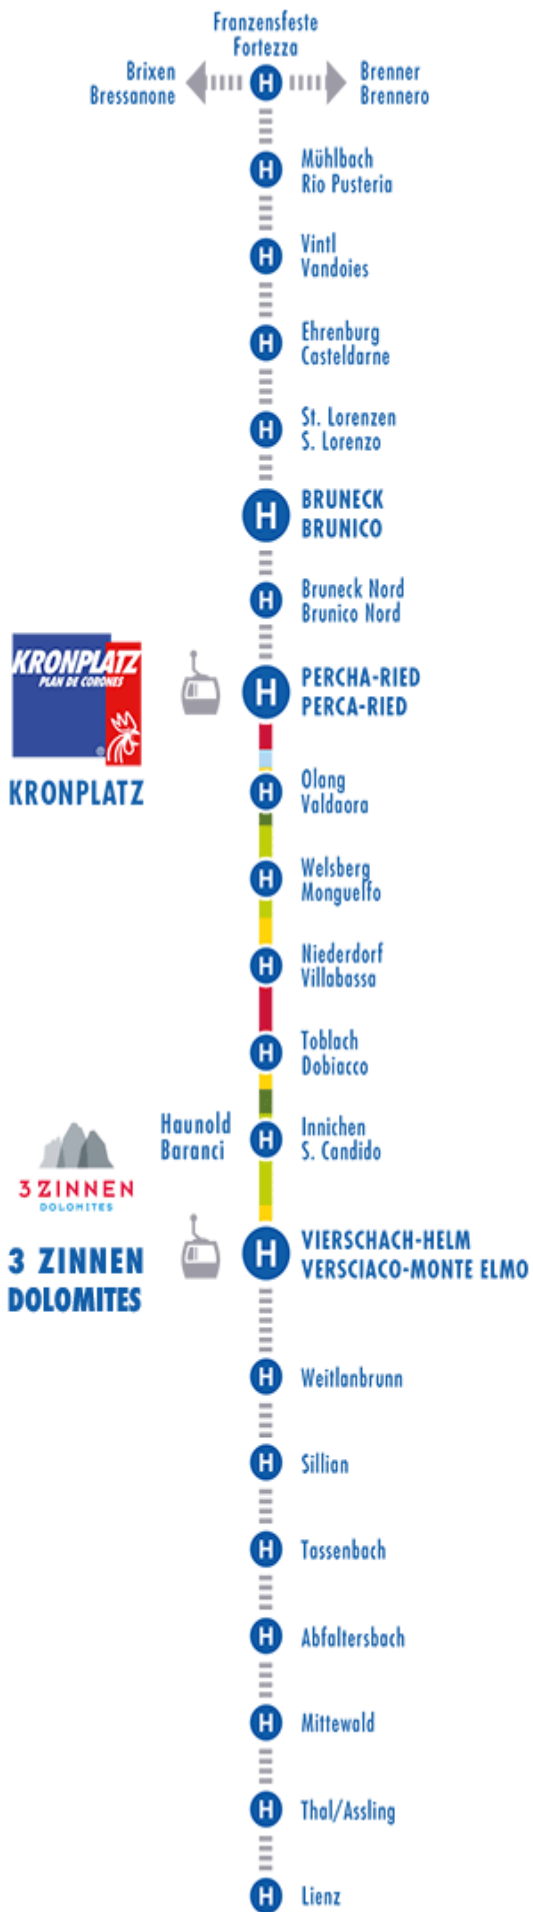 Franzensfeste
Fortezza
Brixen
Bressanone
H
Brenner
Brennero
H
Mühlbach
Rio Pusteria
H
Vintl
Vandoies
H
Ehrenburg
Casteldarne
H
St. Lorenzen
S. Lorenzo
H
BRUNECK
BRUNICO
H
Bruneck Nord
Brunico Nord
KRONPLATZ
PLAN DE CORONES
®
KRONPLATZ
H
PERCHA-RIED
PERCA-RIED
H
Olang
Valdaora
H
Welsberg
Monguelfo
H
Niederdorf
Villabassa
H
Toblach
Dobiacco
Haunold
Baranci
H
Innichen
S. Candido
3 ZINNEN
DOLOMITES
3 ZINNEN
DOLOMITES
H
VIERSCHACH-HELM
VERSCIACO-MONTE ELMO
H
Weitlanbrunn
H
Sillian
H
Tassenbach
H
Abfaltersbach
H
Mittewald
H
Thal/Assling
H
Lienz